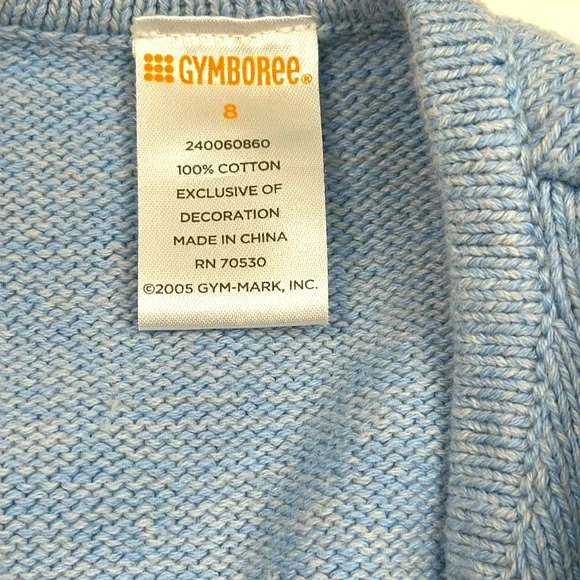 GYMBOREE®
8
240060860
100% COTTON
EXCLUSIVE OF
DECORATION
MADE IN CHINA
RN 70530
©2005 GYM-MARK, INC.